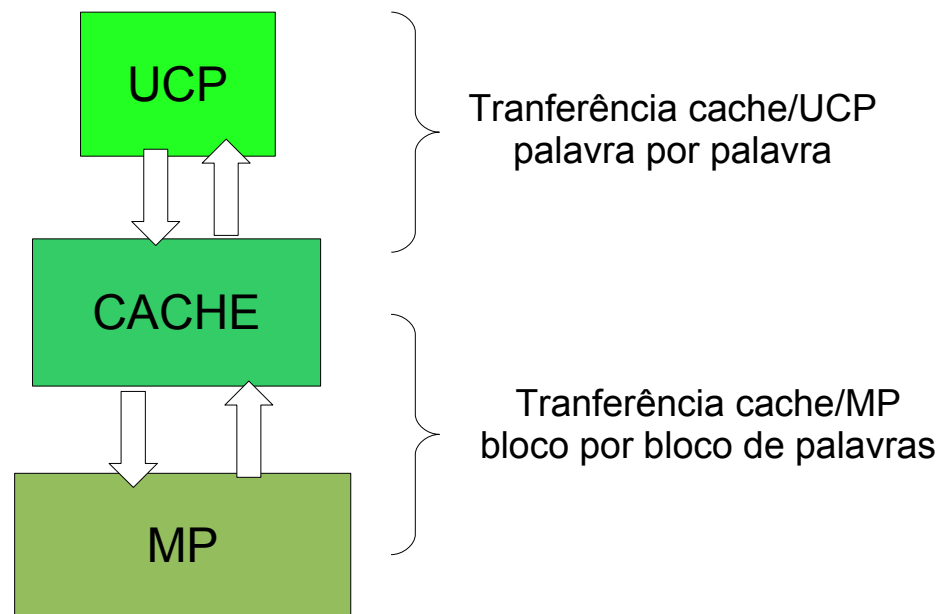 UCP
Tranferência cache/UCP
palavra por palavra
CACHE
Tranferência cache/MP
bloco por bloco de palavras
MP